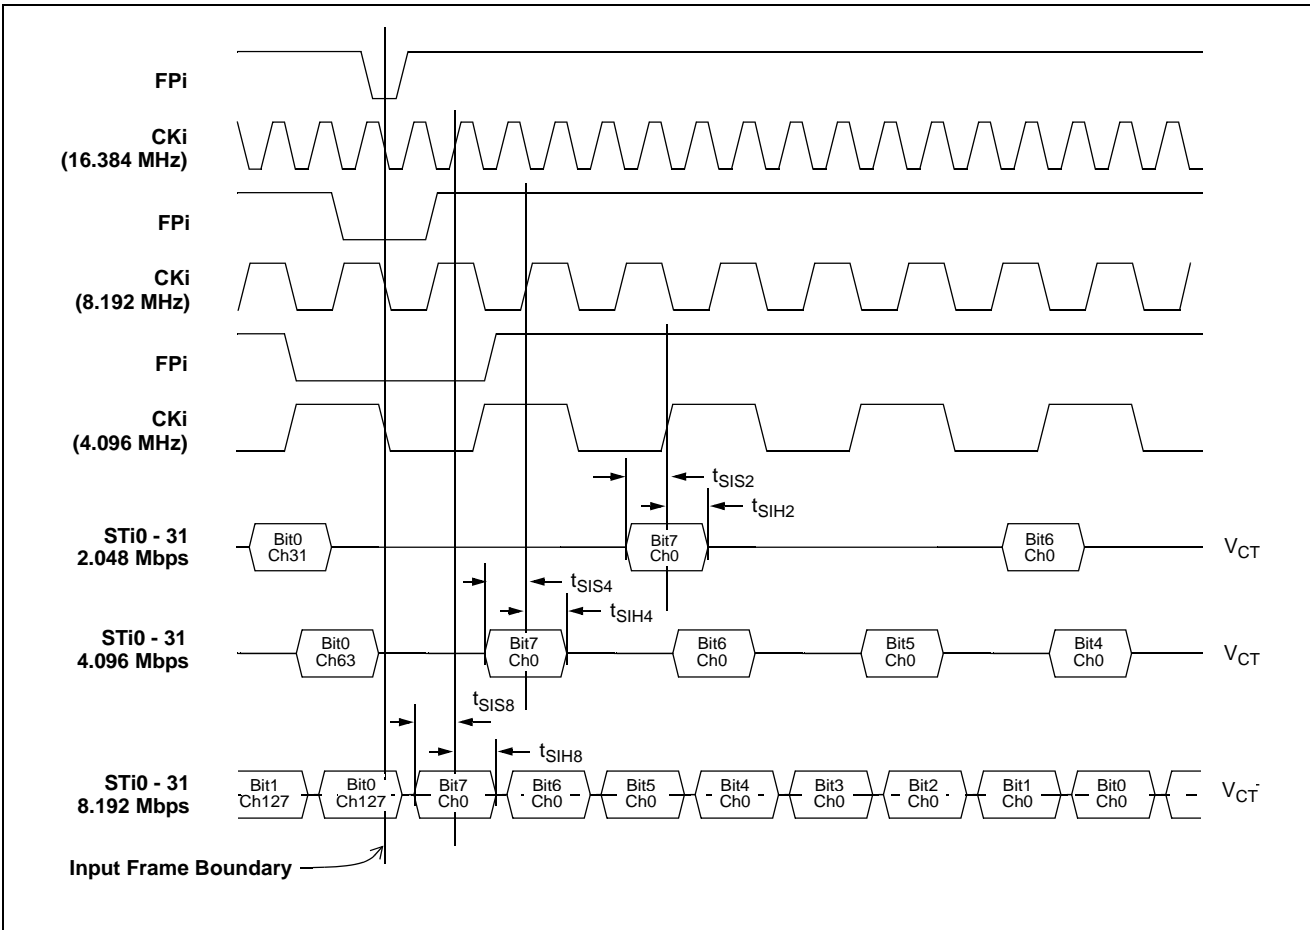 FPi
CKi
(16.384 MHz)
FPi
CKi
(8.192 MHz)
FPi
CKi
(4.096 MHz)
tSIS2
tSIH2
STi0 - 31
2.048 Mbps
Bit0
Ch31
Bit7
Ch0
Bit6
Ch0
VCT
tSIS4
tSIH4
STi0 - 31
4.096 Mbps
Bit0
Ch63
Bit7
Ch0
Bit6
Ch0
Bit5
Ch0
Bit4
Ch0
VCT
tSIS8
tSIH8
STi0 - 31
8.192 Mbps
Bit1
Ch127
Bit0
Ch127
Bit7
Ch0
Bit6
Ch0
Bit5
Ch0
Bit4
Ch0
Bit3
Ch0
Bit2
Ch0
Bit1
Ch0
Bit0
Ch0
VCT
Input Frame Boundary